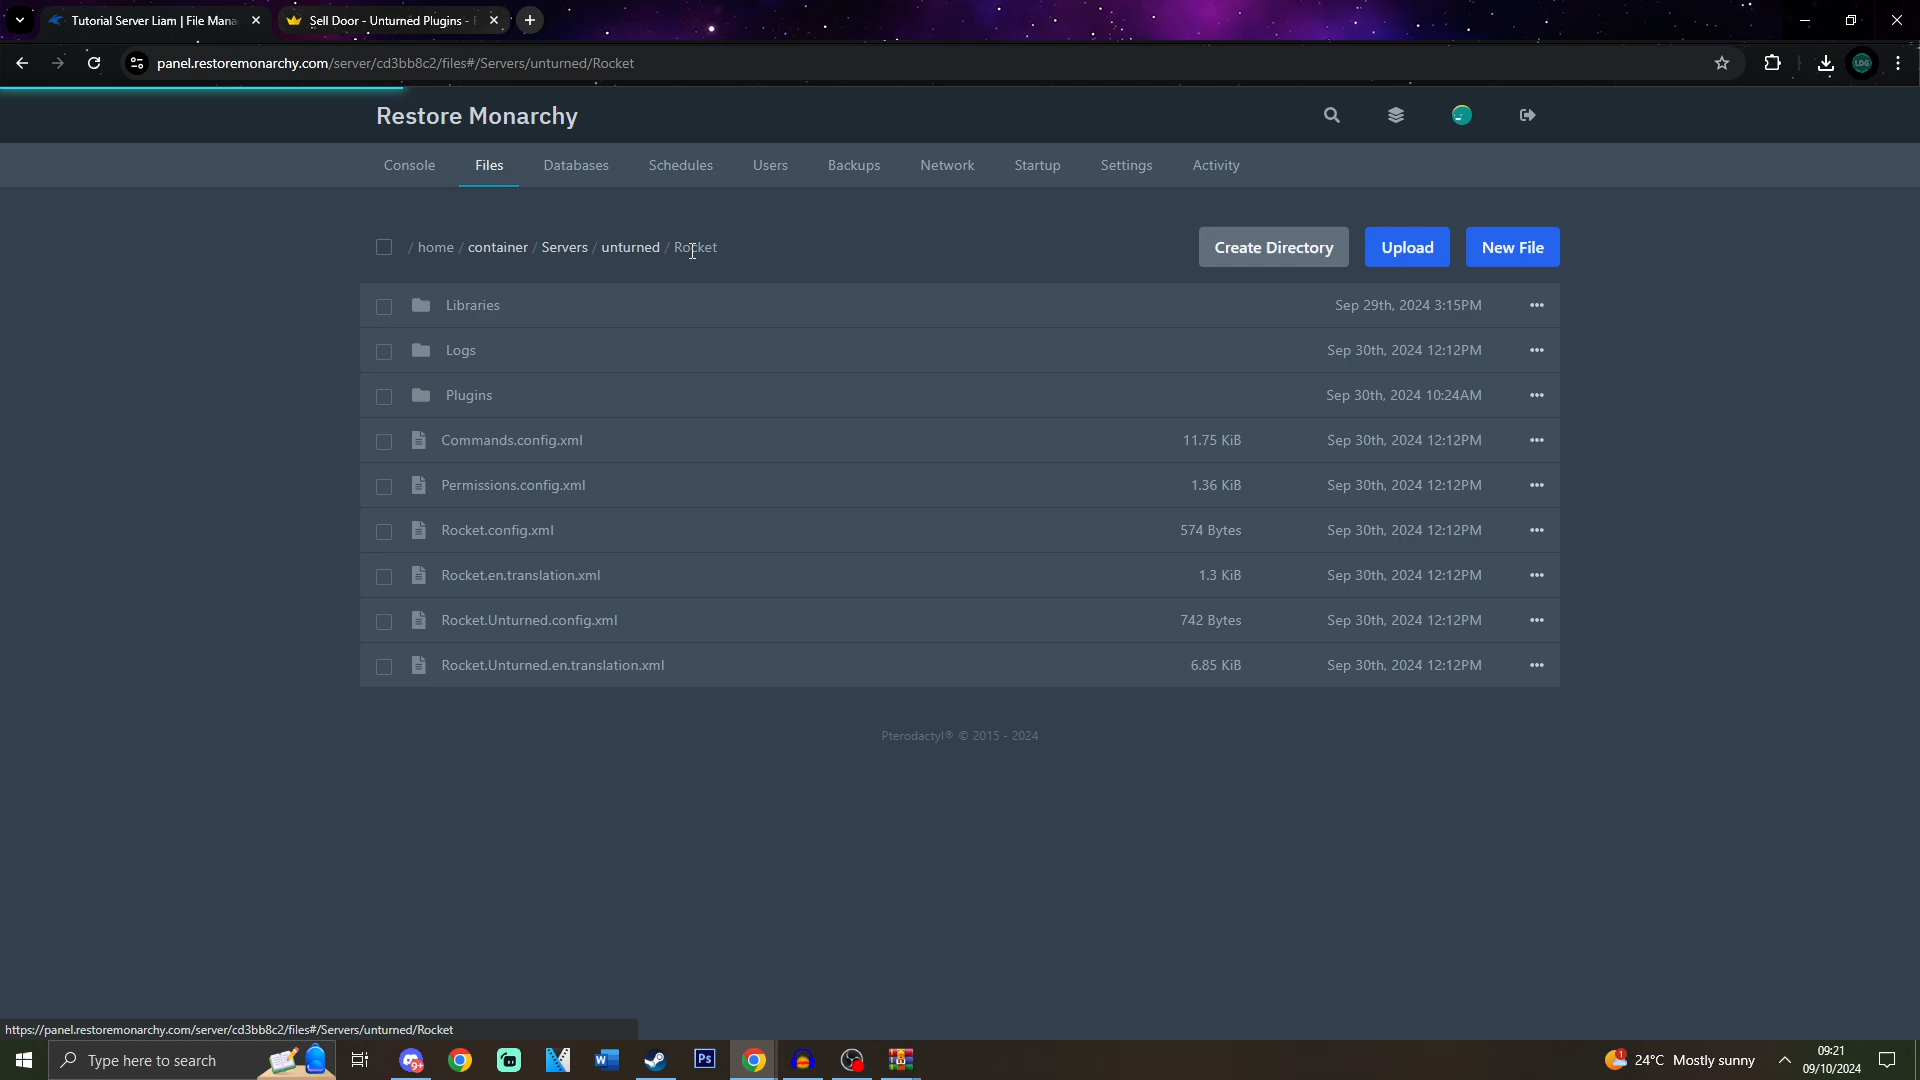 Tutorial Server Liam | File Mana
Sell Door - Unturned Plugins -
panel.restoremonarchy.com/server/cd3bb8c2/files#/Servers/unturned/Rocket
LDG
Restore Monarchy
Console Files Databases Schedules Users Backups Network Startup Settings Activity
/ home / container / Servers / unturned / Rocket
Create Directory Upload New File
Libraries Sep 29th, 2024 3:15PM
Logs Sep 30th, 2024 12:12PM
Plugins Sep 30th, 2024 10:24AM
Commands.config.xml 11.75 KiB Sep 30th, 2024 12:12PM
Permissions.config.xml 1.36 KiB Sep 30th, 2024 12:12PM
Rocket.config.xml 574 Bytes Sep 30th, 2024 12:12PM
Rocket.en.translation.xml 1.3 KiB Sep 30th, 2024 12:12PM
Rocket.Unturned.config.xml 742 Bytes Sep 30th, 2024 12:12PM
Rocket.Unturned.en.translation.xml 6.85 KiB Sep 30th, 2024 12:12PM
Pterodactyl® © 2015 - 2024
https://panel.restoremonarchy.com/server/cd3bb8c2/files#/Servers/unturned/Rocket
Type here to search
9+
W
Ps
1
24°C Mostly sunny
09:21
09/10/2024